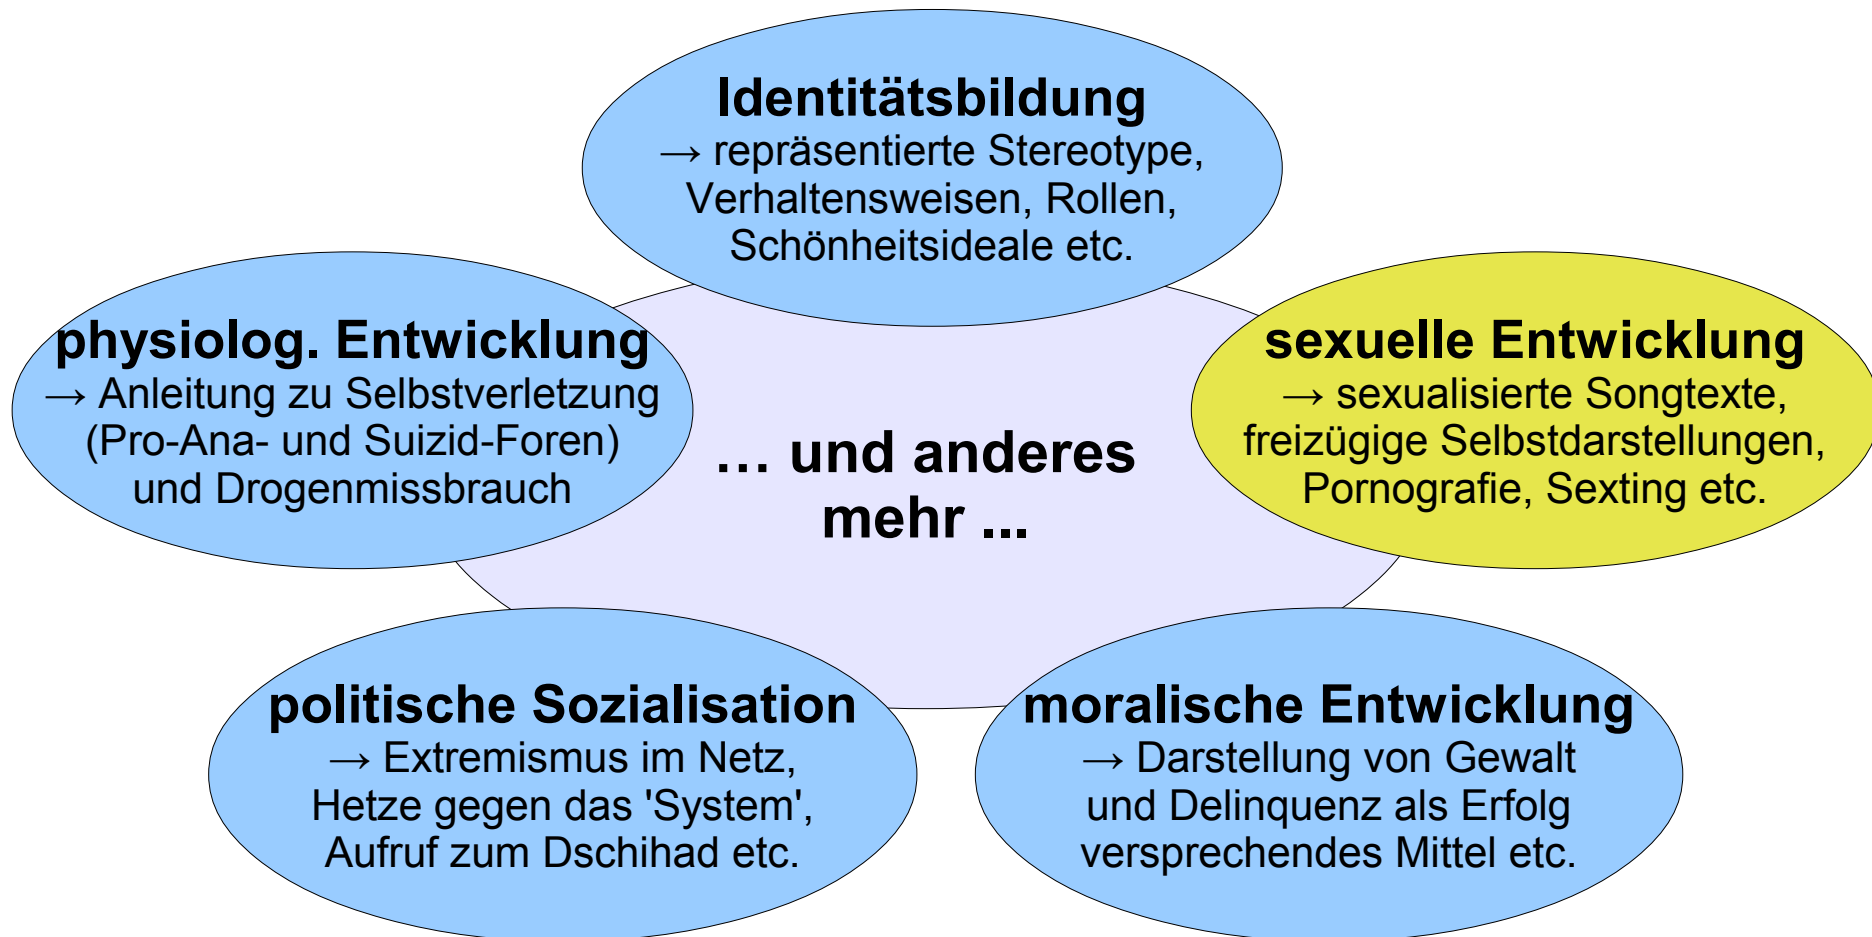 Identitätsbildung
→ repräsentierte Stereotype,
Verhaltensweisen, Rollen,
Schönheitsideale etc.
physiolog. Entwicklung
→ Anleitung zu Selbstverletzung
(Pro-Ana- und Suizid-Foren)
und Drogenmissbrauch
sexuelle Entwicklung
→ sexualisierte Songtexte,
freizügige Selbstdarstellungen,
Pornografie, Sexting etc.
… und anderes
mehr ...
politische Sozialisation
→ Extremismus im Netz,
Hetze gegen das 'System',
Aufruf zum Dschihad etc.
moralische Entwicklung
→ Darstellung von Gewalt
und Delinquenz als Erfolg
versprechendes Mittel etc.